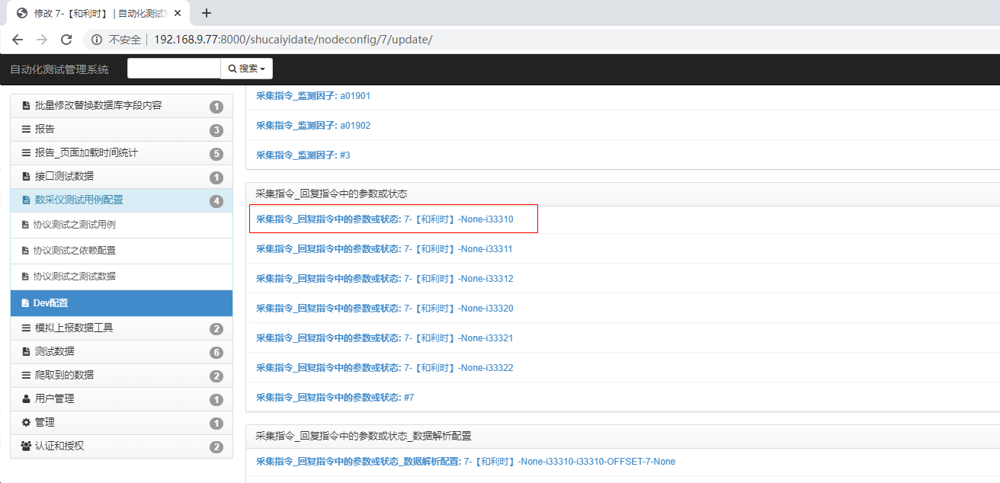 修改 7-【和利时】 | 自动化测试
不安全 192.168.9.77:8000/shucaiyidate/nodeconfig/7/update/
自动化测试管理系统 搜索
批量修改替换数据库字段内容 1
报告 3
报告_页面加载时间统计 5
接口测试数据 1
数采仪测试用例配置 4
协议测试之测试用例
协议测试之依赖配置
协议测试之测试数据
Dev配置
模拟上报数据工具 2
测试数据 6
爬取到的数据 2
用户管理 1
管理 1
认证和授权 2
采集指令_监测因子: a01901
采集指令_监测因子: a01902
采集指令_监测因子: #3
采集指令_回复指令中的参数或状态
采集指令_回复指令中的参数或状态: 7-【和利时】-None-i33310
采集指令_回复指令中的参数或状态: 7-【和利时】-None-i33311
采集指令_回复指令中的参数或状态: 7-【和利时】-None-i33312
采集指令_回复指令中的参数或状态: 7-【和利时】-None-i33320
采集指令_回复指令中的参数或状态: 7-【和利时】-None-i33321
采集指令_回复指令中的参数或状态: 7-【和利时】-None-i33322
采集指令_回复指令中的参数或状态: #7
采集指令_回复指令中的参数或状态_数据解析配置
采集指令_回复指令中的参数或状态_数据解析配置: 7-【和利时】-None-i33310-i33310-OFFSET-7-None